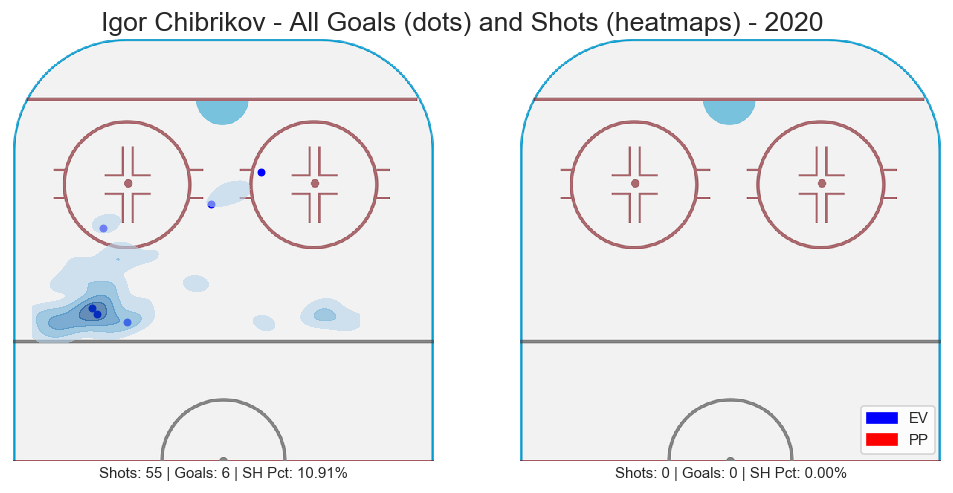 Igor Chibrikov - All Goals (dots) and Shots (heatmaps) - 2020
EV
PP
Shots: 55 | Goals: 6 | SH Pct: 10.91%
Shots: 0 | Goals: 0 | SH Pct: 0.00%